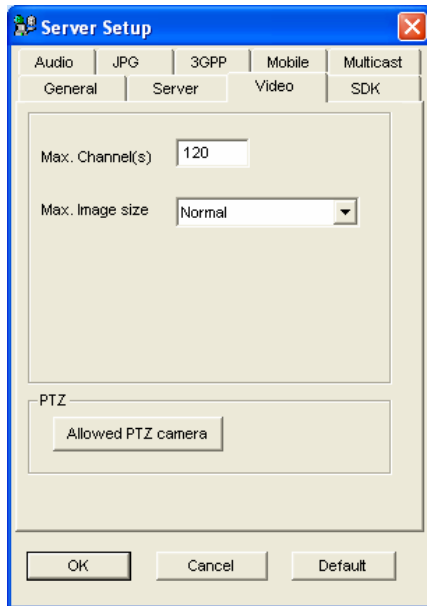 Server Setup
Audio JPG 3GPP Mobile Multicast
General Server Video SDK
Max. Channel(s) 120
Max. Image size Normal
PTZ
Allowed PTZ camera
OK Cancel Default